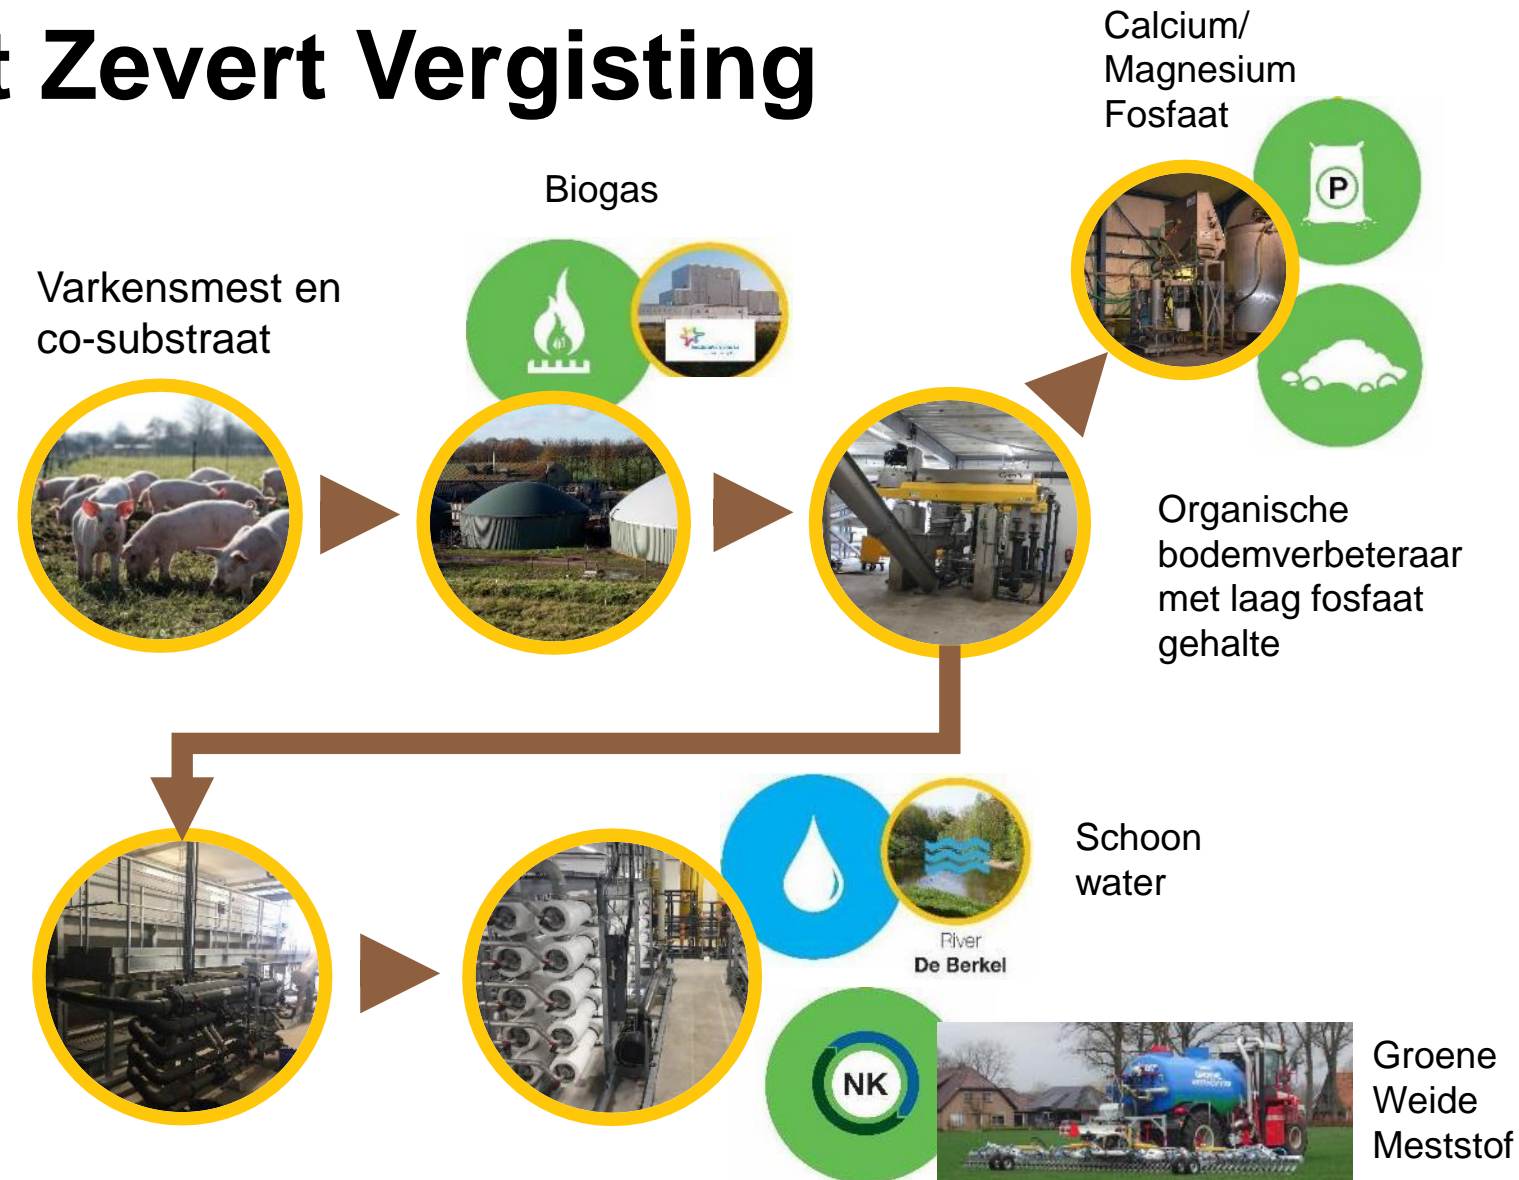 t Zevert Vergisting
Calcium/
Magnesium
Fosfaat
Biogas
P
Varkensmest en
co-substraat
Organische
bodemverbeteraar
met laag fosfaat
gehalte
Schoon
water
River
De Berkel
NK
Groene
Weide
Meststof